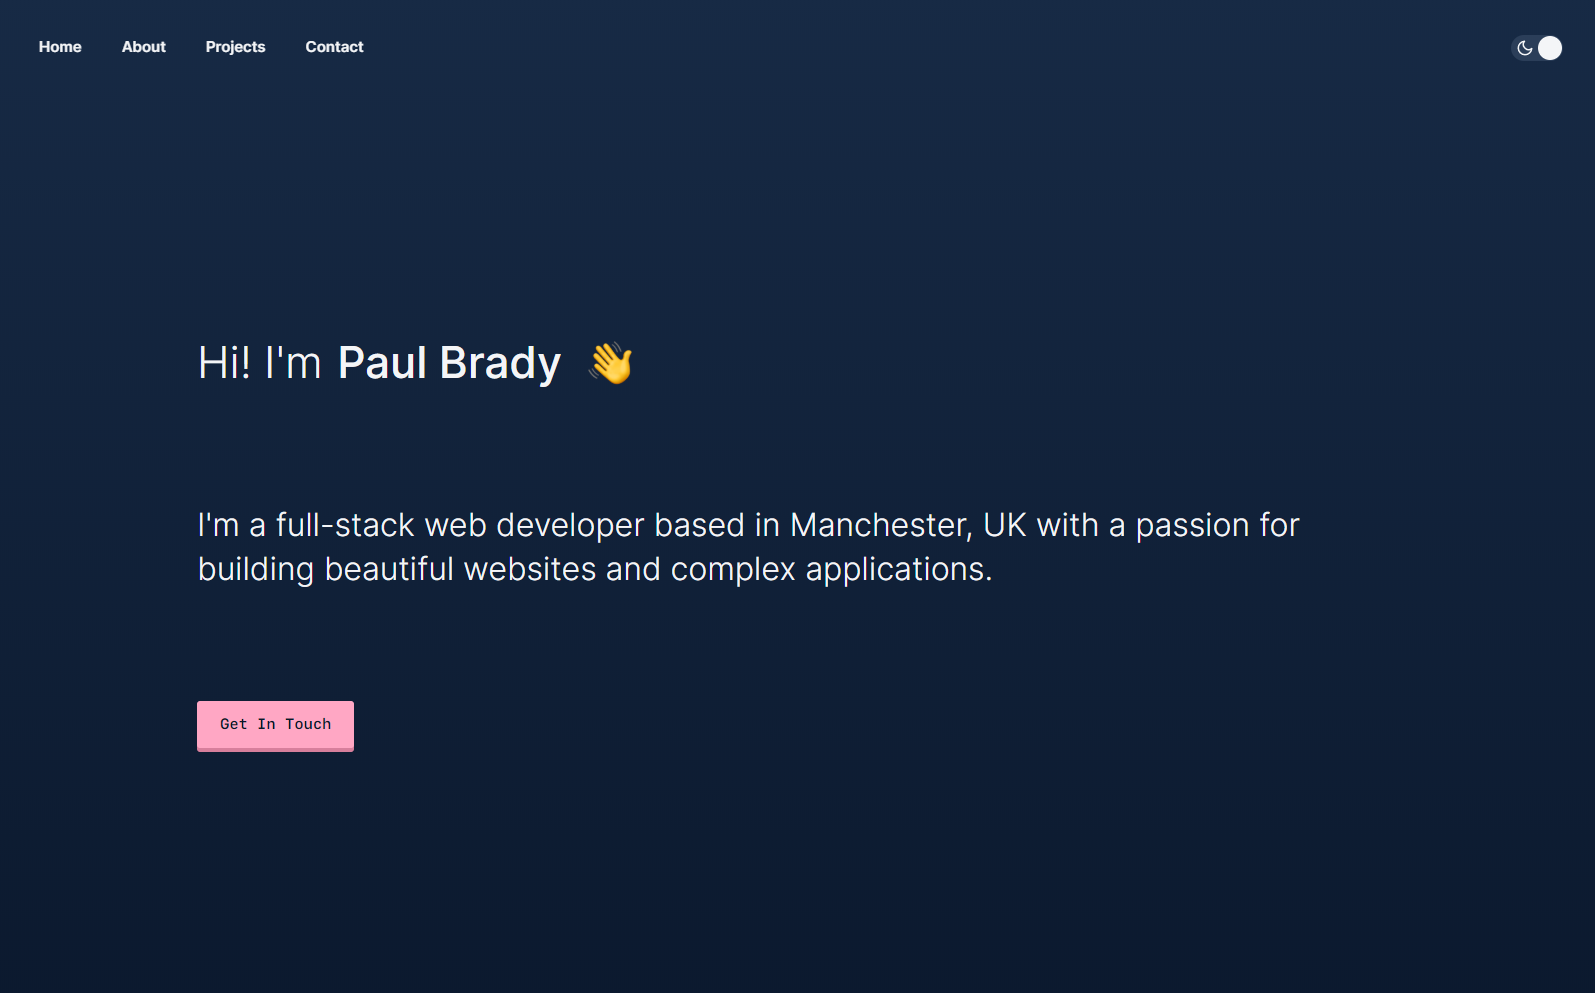 Home About Projects Contact
Hi! I'm Paul Brady 👋
I'm a full-stack web developer based in Manchester, UK with a passion for
building beautiful websites and complex applications.
Get In Touch